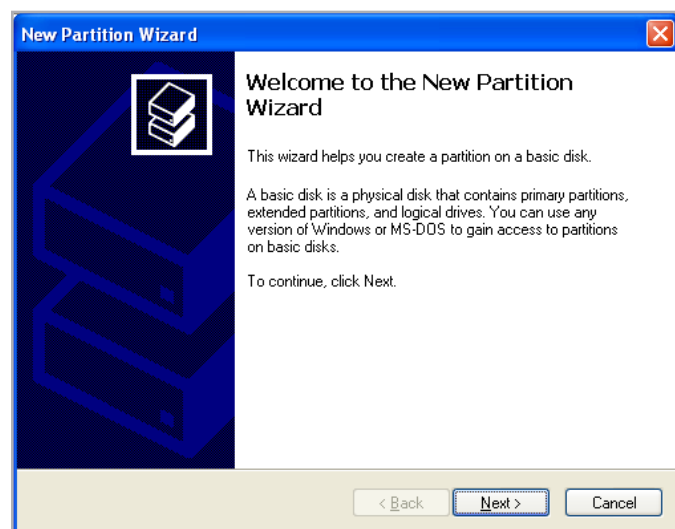 New Partition Wizard
Welcome to the New Partition
Wizard
This wizard helps you create a partition on a basic disk.
A basic disk is a physical disk that contains primary partitions,
extended partitions, and logical drives. You can use any
version of Windows or MS-DOS to gain access to partitions
on basic disks.
To continue, click Next.
< Back
Next >
Cancel